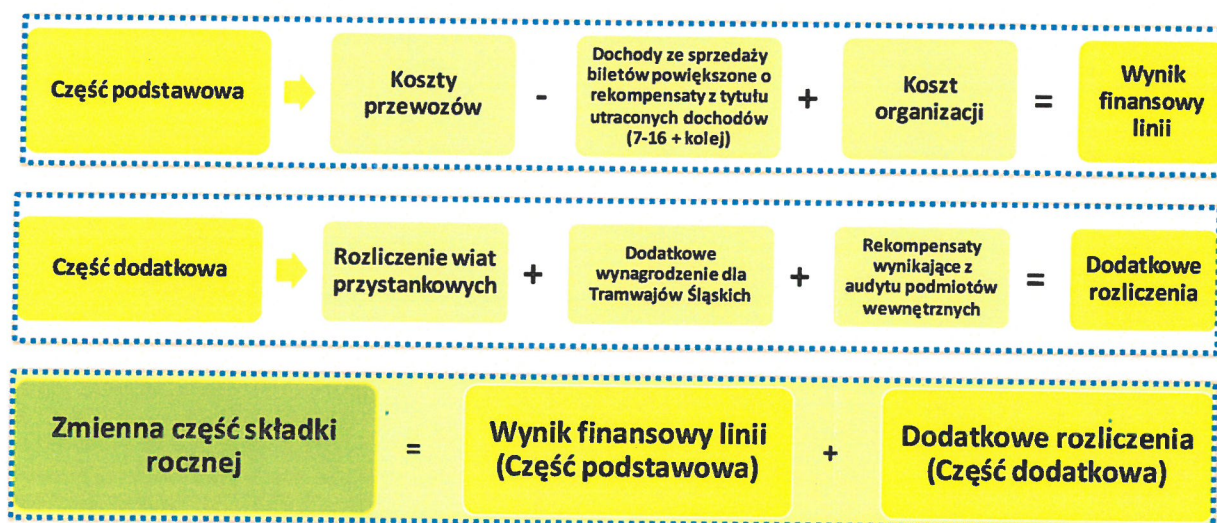 Część podstawowa
Koszty
przewozów
-
Dochody ze sprzedaży
biletów powiększone o
rekompensaty z tytułu
utraconych dochodów
(7-16 + kolej)
+
Koszt
organizacji
=
Wynik
finansowy
linii
Część dodatkowa
Rozliczenie wiat
przystankowych
+
Dodatkowe
wynagrodzenie dla
Tramwajów Śląskich
+
Rekompensaty
wynikające z
audytu podmiotów
wewnętrznych
=
Dodatkowe
rozliczenia
Zmienna część składki
rocznej
=
Wynik finansowy linii
(Część podstawowa)
+
Dodatkowe rozliczenia
(Część dodatkowa)